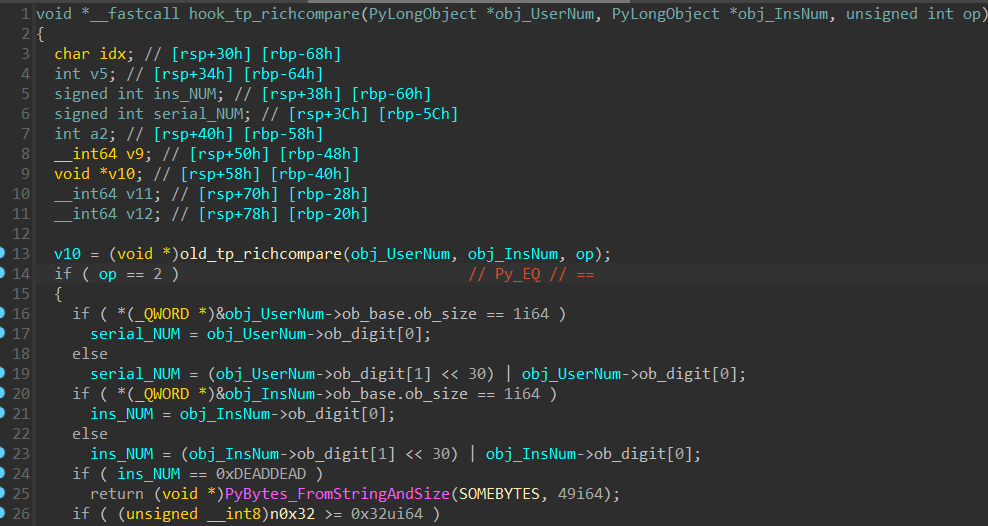 1 void *__fastcall hook_tp_richcompare(PyLongObject *obj_UserNum, PyLongObject *obj_InsNum, unsigned int op)
2 {
3 char idx; // [rsp+30h] [rbp-68h]
4 int v5; // [rsp+34h] [rbp-64h]
5 signed int ins_NUM; // [rsp+38h] [rbp-60h]
6 signed int serial_NUM; // [rsp+3Ch] [rbp-5Ch]
7 int a2; // [rsp+40h] [rbp-58h]
8 __int64 v9; // [rsp+50h] [rbp-48h]
9 void *v10; // [rsp+58h] [rbp-40h]
10 __int64 v11; // [rsp+70h] [rbp-28h]
11 __int64 v12; // [rsp+78h] [rbp-20h]
12
13 v10 = (void *)old_tp_richcompare(obj_UserNum, obj_InsNum, op);
14 if ( op == 2 ) // Py_EQ // ==
15 {
16 if ( *(_QWORD *)&obj_UserNum->ob_base.ob_size == 1i64 )
17 serial_NUM = obj_UserNum->ob_digit[0];
18 else
19 serial_NUM = (obj_UserNum->ob_digit[1] << 30) | obj_UserNum->ob_digit[0];
20 if ( *(_QWORD *)&obj_InsNum->ob_base.ob_size == 1i64 )
21 ins_NUM = obj_InsNum->ob_digit[0];
22 else
23 ins_NUM = (obj_InsNum->ob_digit[1] << 30) | obj_InsNum->ob_digit[0];
24 if ( ins_NUM == 0xDEADDEAD )
25 return (void *)PyBytes_FromStringAndSize(SOMEBYTES, 49i64);
26 if ( (unsigned __int8)n0x32 >= 0x32ui64 )